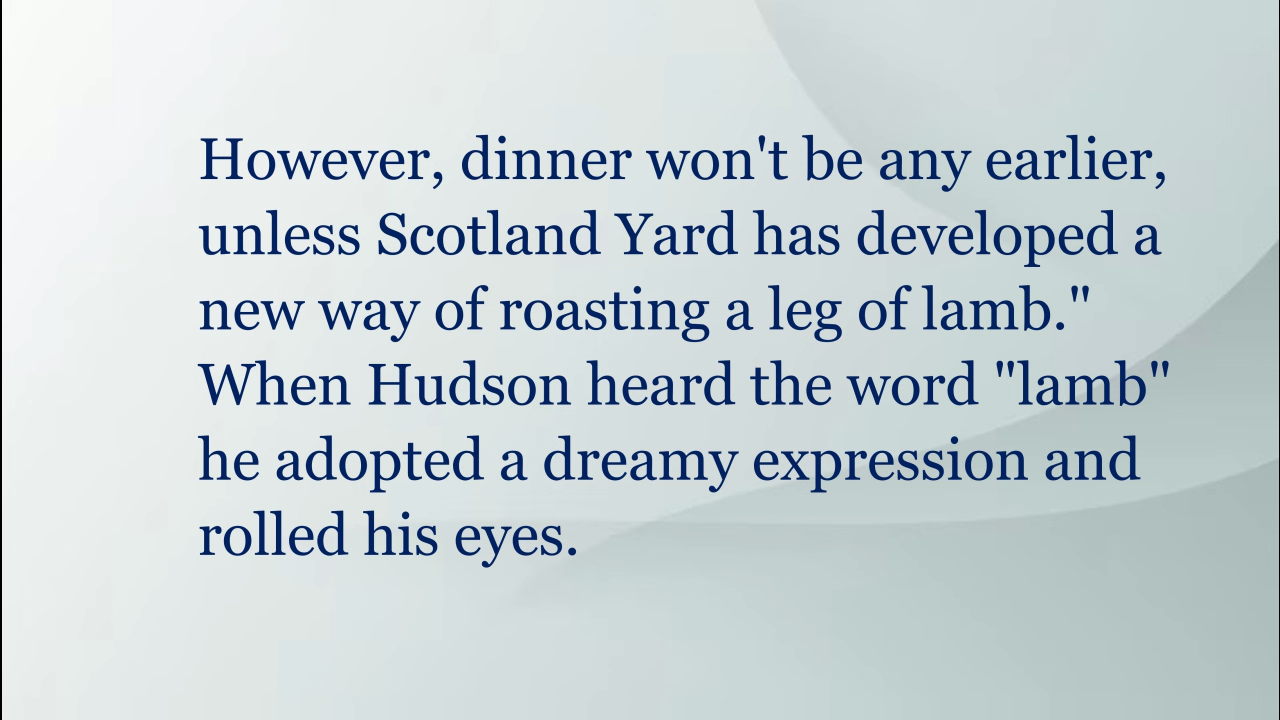 However, dinner won't be any earlier,
unless Scotland Yard has developed a
new way of roasting a leg of lamb."
When Hudson heard the word "lamb"
he adopted a dreamy expression and
rolled his eyes.